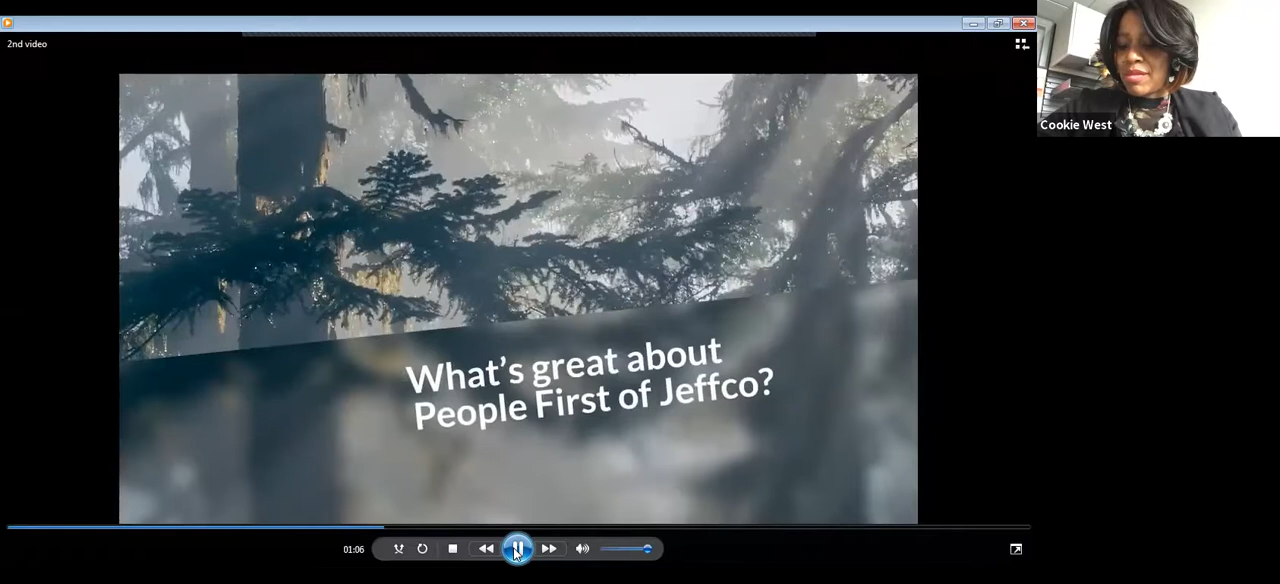 2nd video
Cookie West
What's great about
People First of Jeffco?
01:06